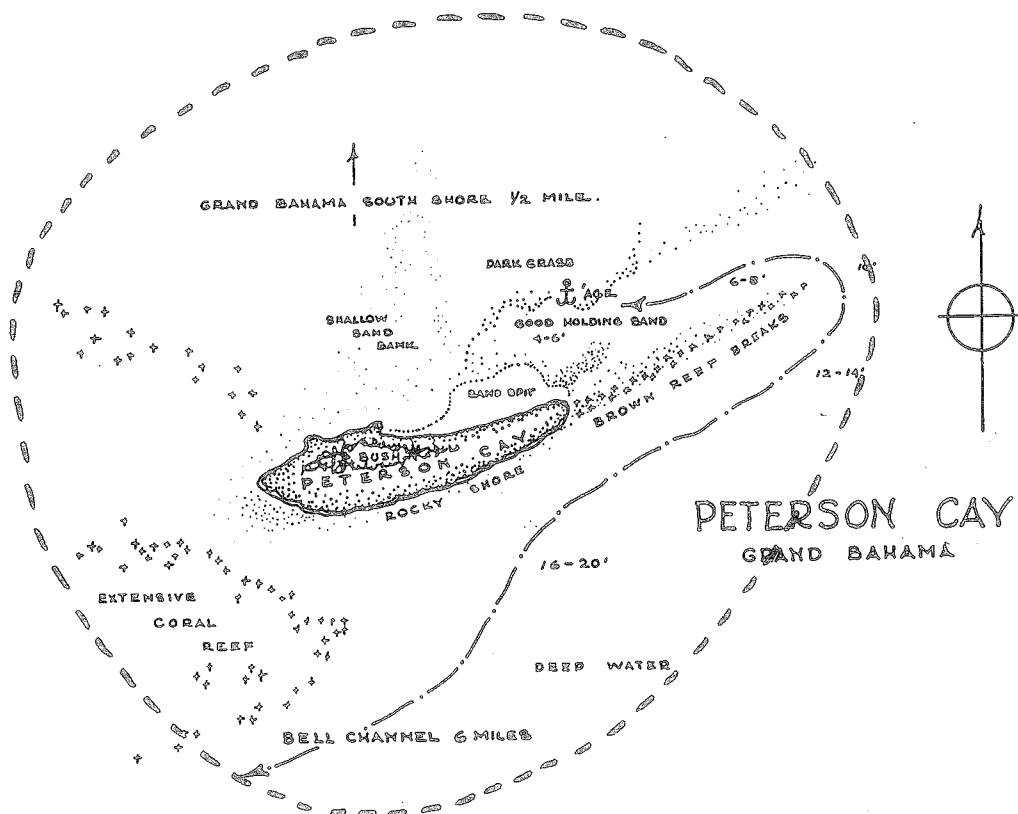 GRAND BAHAMA SOUTH SHORE 1/2 MILE.
DARK GRASS
'AGE
6-8'
GOOD HOLDING SAND
4-6'
SHALLOW
SAND
BANK
SAND SPIT
BROWN REEF BREAKS
12-14'
BUSH
PETERSON CAY
ROCKY SHORE
PETERSON CAY
GRAND BAHAMA
16-20'
EXTENSIVE
CORAL
REEF
DEEP WATER
BELL CHANNEL 6 MILES